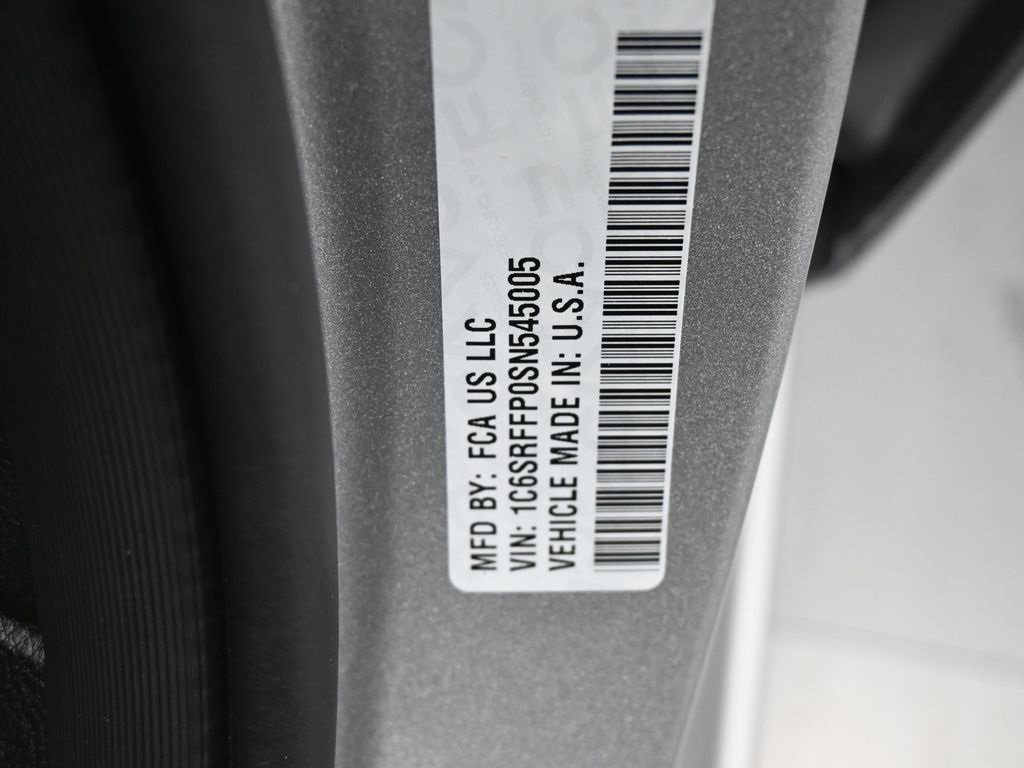 MFD BY: FCA US LLC
VIN: 1C6SRFFP0SN545005
VEHICLE MADE IN: U.S.A.